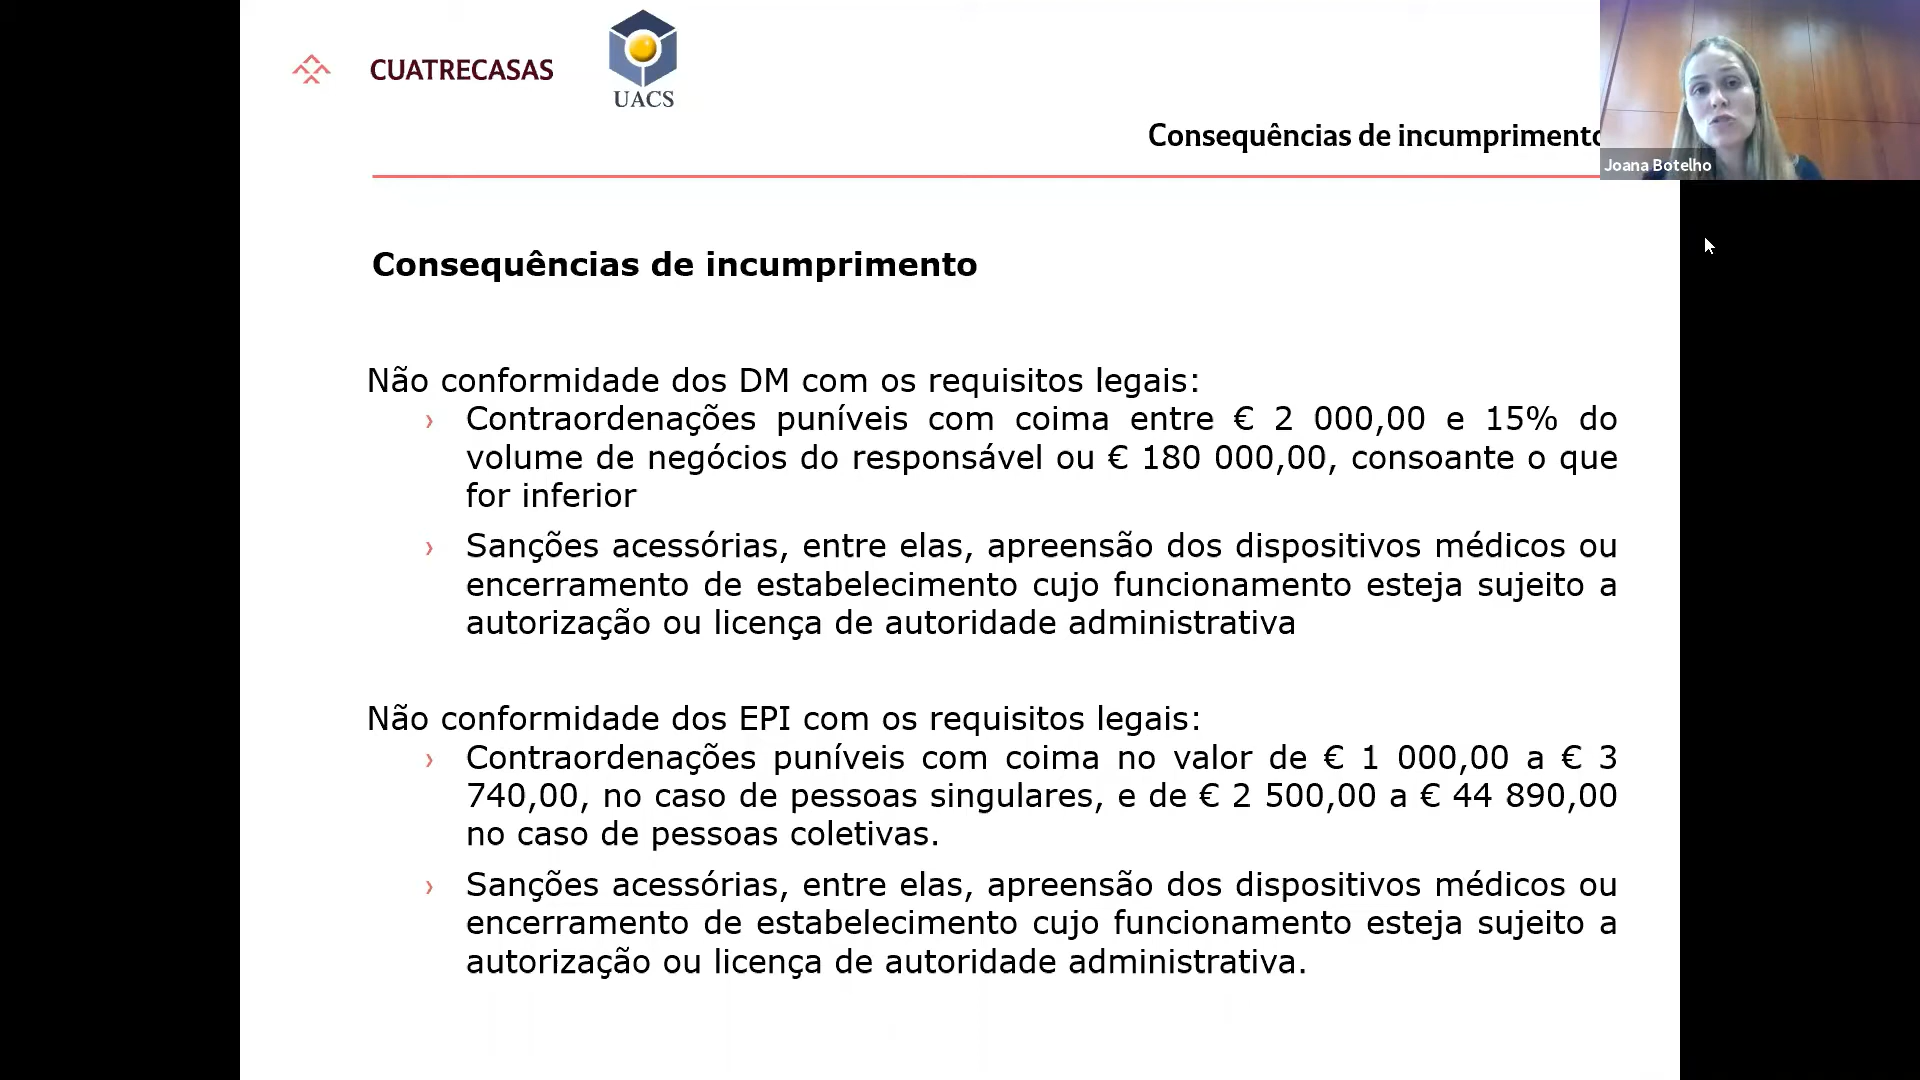 CUATRECASAS
UACS
Consequências de incumprimento
Joana Botelho
Consequências de incumprimento
Não conformidade dos DM com os requisitos legais:
› Contraordenações puníveis com coima entre € 2 000,00 e 15% do
volume de negócios do responsável ou € 180 000,00, consoante o que
for inferior
› Sanções acessórias, entre elas, apreensão dos dispositivos médicos ou
encerramento de estabelecimento cujo funcionamento esteja sujeito a
autorização ou licença de autoridade administrativa
Não conformidade dos EPI com os requisitos legais:
› Contraordenações puníveis com coima no valor de € 1 000,00 a € 3
740,00, no caso de pessoas singulares, e de € 2 500,00 a € 44 890,00
no caso de pessoas coletivas.
› Sanções acessórias, entre elas, apreensão dos dispositivos médicos ou
encerramento de estabelecimento cujo funcionamento esteja sujeito a
autorização ou licença de autoridade administrativa.